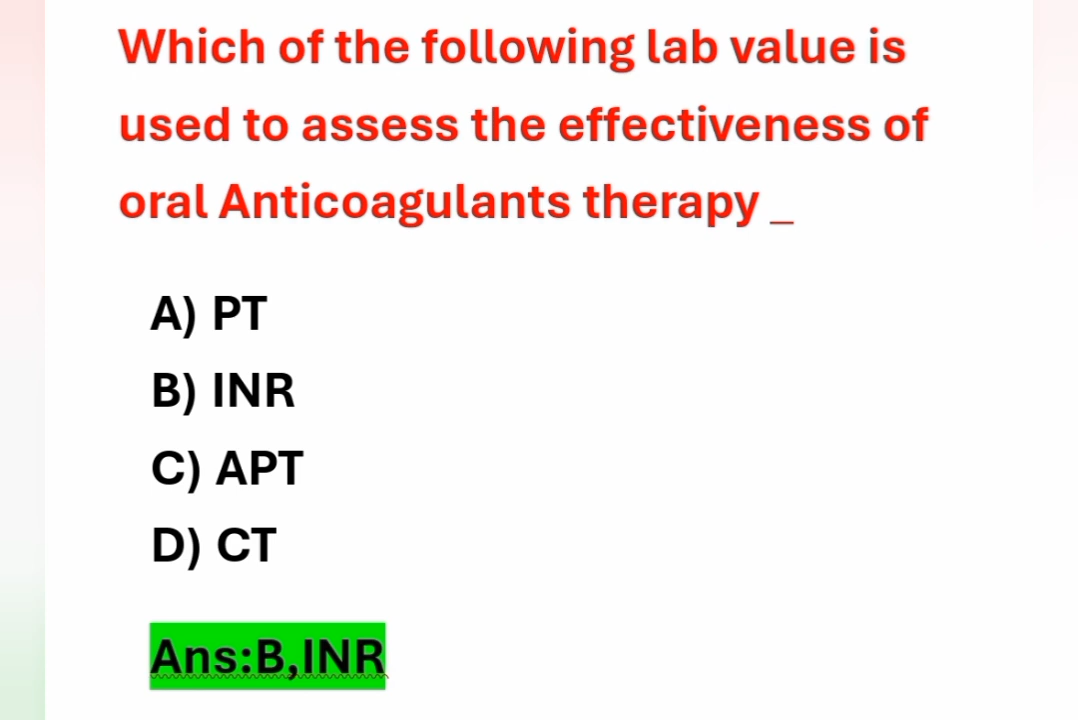 Which of the following lab value is
used to assess the effectiveness of
oral Anticoagulants therapy _
A) PT
B) INR
C) APT
D) CT
Ans:B,INR